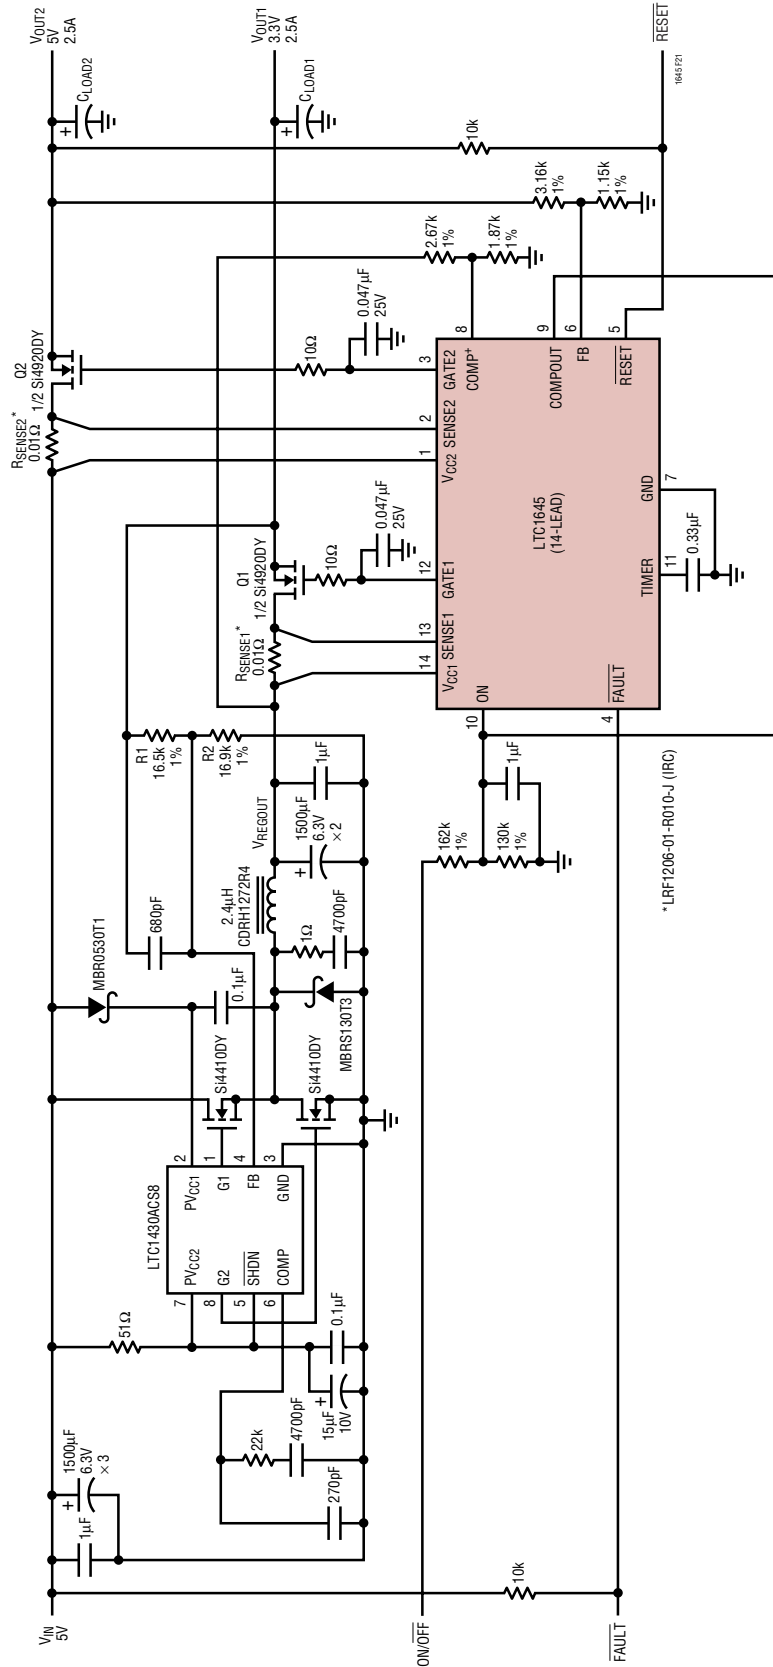 VIN
5V
1µF
+
1500µF
6.3V
×3
51Ω
22k
4700pF
270pF
+
15µF
10V
0.1µF
LTC1430ACS8
7
8
5
6
PVCC2
G2
SHDN
COMP
PVCC1
G1
FB
GND
2
1
4
3
Si4410DY
Si4410DY
MBR0530T1
0.1µF
MBRS130T3
680pF
1Ω
4700pF
2.4µH
CDRH1272R4
VREGOUT
+
1500µF
6.3V
×2
1µF
R1
16.5k
1%
R2
16.9k
1%
RSENSE1*
0.01Ω
Q1
1/2 Si4920DY
10Ω
0.047µF
25V
RSENSE2*
0.01Ω
Q2
1/2 Si4920DY
10Ω
0.047µF
25V
+
CLOAD2
VOUT2
5V
2.5A
+
CLOAD1
VOUT1
3.3V
2.5A
2.67k
1%
1.87k
1%
3.16k
1%
1.15k
1%
10k
RESET
1645 F21
ON/OFF
162k
1%
130k
1%
1µF
10k
FAULT
14
13
12
1
2
3
8
VCC1
SENSE1
GATE1
VCC2
SENSE2
GATE2
COMP+
10
ON
4
FAULT
LTC1645
(14-LEAD)
COMPOUT
9
FB
6
RESET
5
TIMER
11
GND
7
0.33µF
*LRF1206-01-R010-J (IRC)